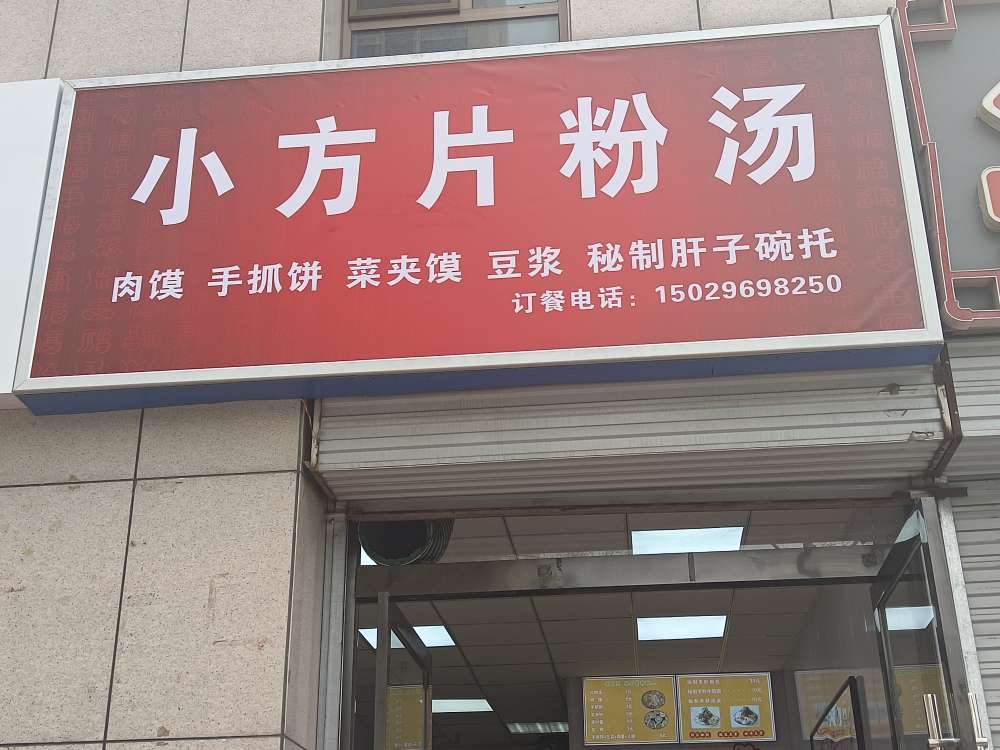 小方片粉汤
肉馍 手抓饼 菜夹馍 豆浆 秘制肝子碗托
订餐电话：15029698250